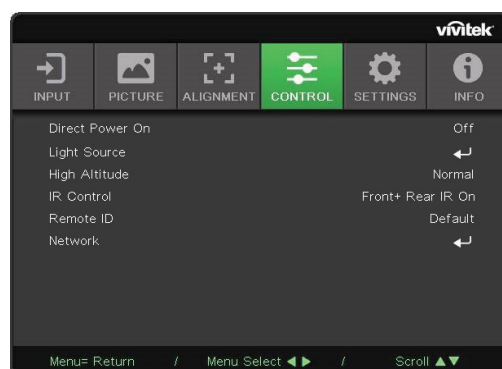 vivitek
INPUT PICTURE ALIGNMENT CONTROL SETTINGS INFO
Direct Power On Off
Light Source
High Altitude Normal
IR Control Front+ Rear IR On
Remote ID Default
Network
Menu= Return / Menu Select ◀ ▶ / Scroll ▲▼